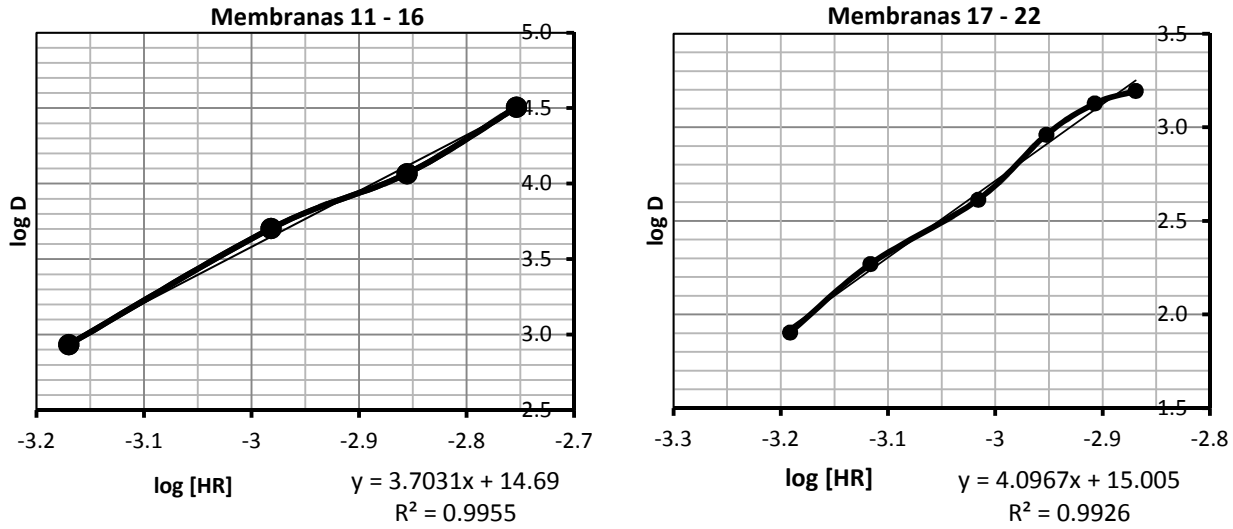 Membranas 11 - 16
5.0
4.5
4.0
3.5
3.0
2.5
log D
-3.2 -3.1 -3 -2.9 -2.8 -2.7
log [HR]
y = 3.7031x + 14.69
R² = 0.9955
Membranas 17 - 22
3.5
3.0
2.5
2.0
1.5
log D
-3.3 -3.2 -3.1 -3 -2.9 -2.8
log [HR]
y = 4.0967x + 15.005
R² = 0.9926